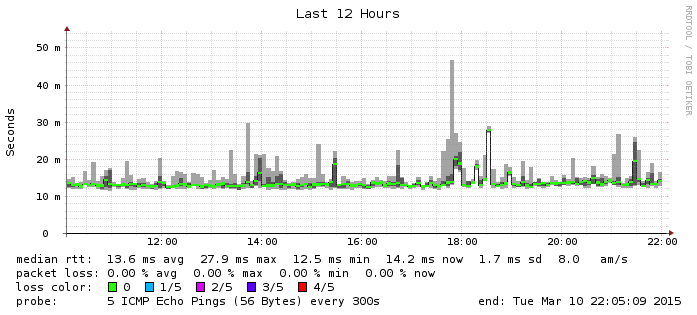 Last 12 Hours
RRDTOOL / TOBI OETIKER
Seconds
50 m
40 m
30 m
20 m
10 m
0
12:00 14:00 16:00 18:00 20:00 22:00
median rtt: 13.6 ms avg 27.9 ms max 12.5 ms min 14.2 ms now 1.7 ms sd 8.0 am/s
packet loss: 0.00 % avg 0.00 % max 0.00 % min 0.00 % now
loss color: 0 1/5 2/5 3/5 4/5
probe: 5 ICMP Echo Pings (56 Bytes) every 300s end: Tue Mar 10 22:05:09 2015